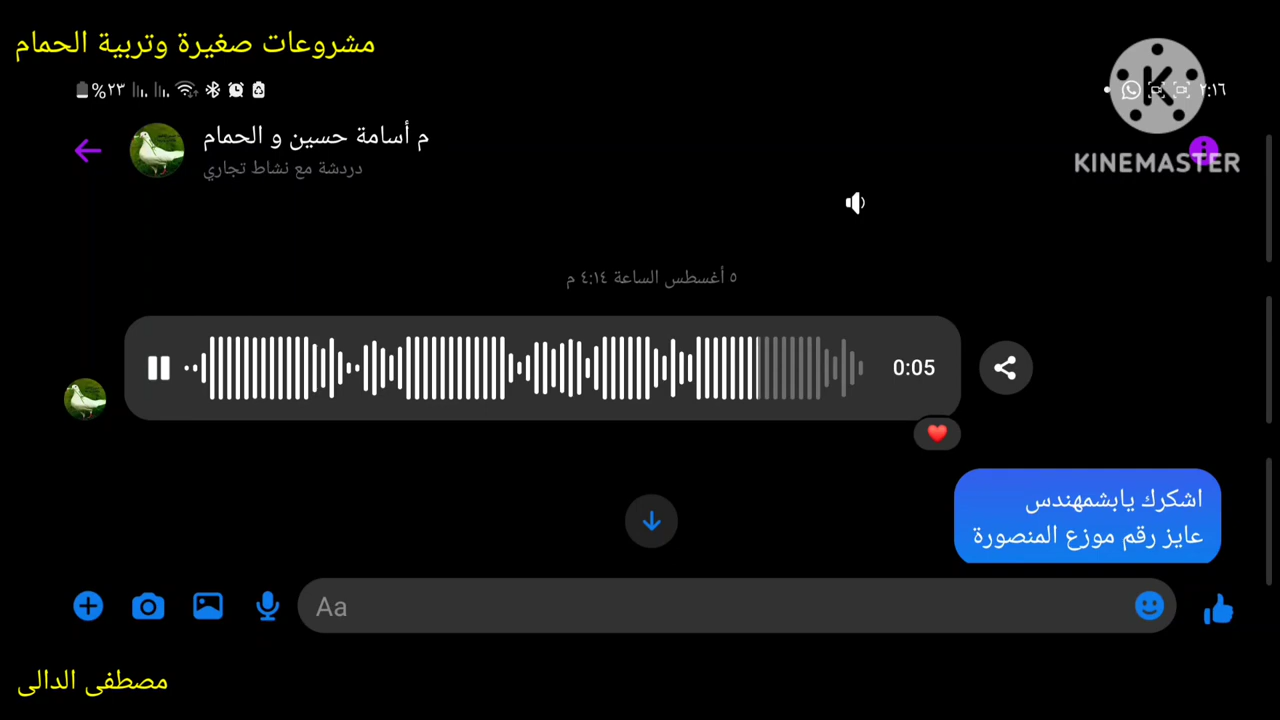 مشروعات صغيرة وتربية الحمام
%٢٣
٢:١٦
KINEMASTER
م أسامة حسين و الحمام
دردشة مع نشاط تجاري
٥ أغسطس الساعة ٤:١٤ م
0:05
اشكرك يابشمهندس
عايز رقم موزع المنصورة
Aa
مصطفى الدالى